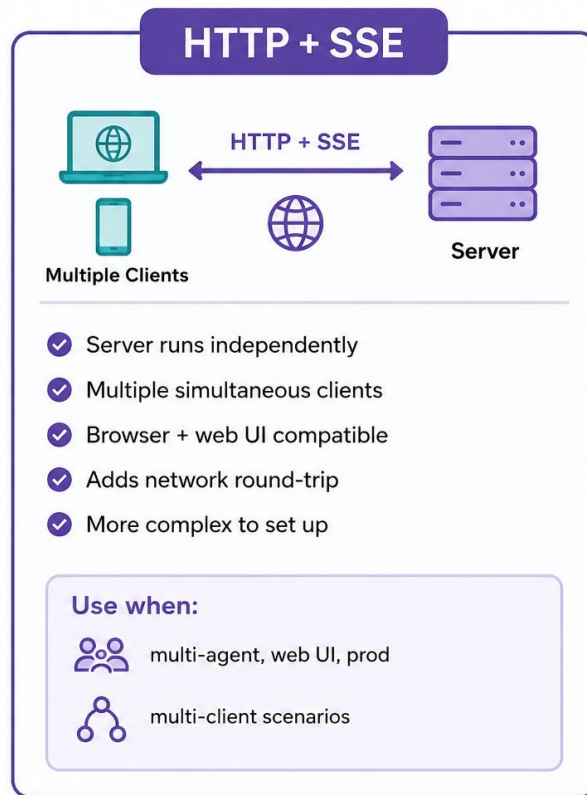 HTTP + SSE
HTTP + SSE
Multiple Clients
Server
Server runs independently
Multiple simultaneous clients
Browser + web UI compatible
Adds network round-trip
More complex to set up
Use when:
multi-agent, web UI, prod
multi-client scenarios